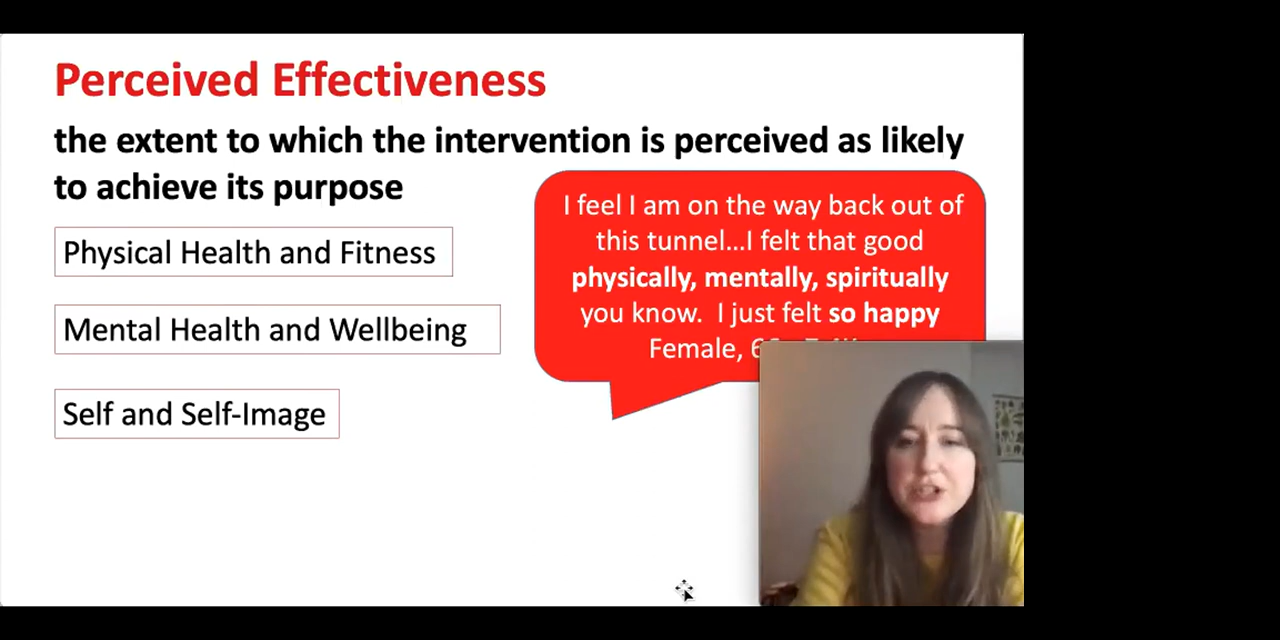 Perceived Effectiveness
the extent to which the intervention is perceived as likely
to achieve its purpose
Physical Health and Fitness
Mental Health and Wellbeing
Self and Self-Image
I feel I am on the way back out of
this tunnel...I felt that good
physically, mentally, spiritually
you know.  I just felt so happy
Female,